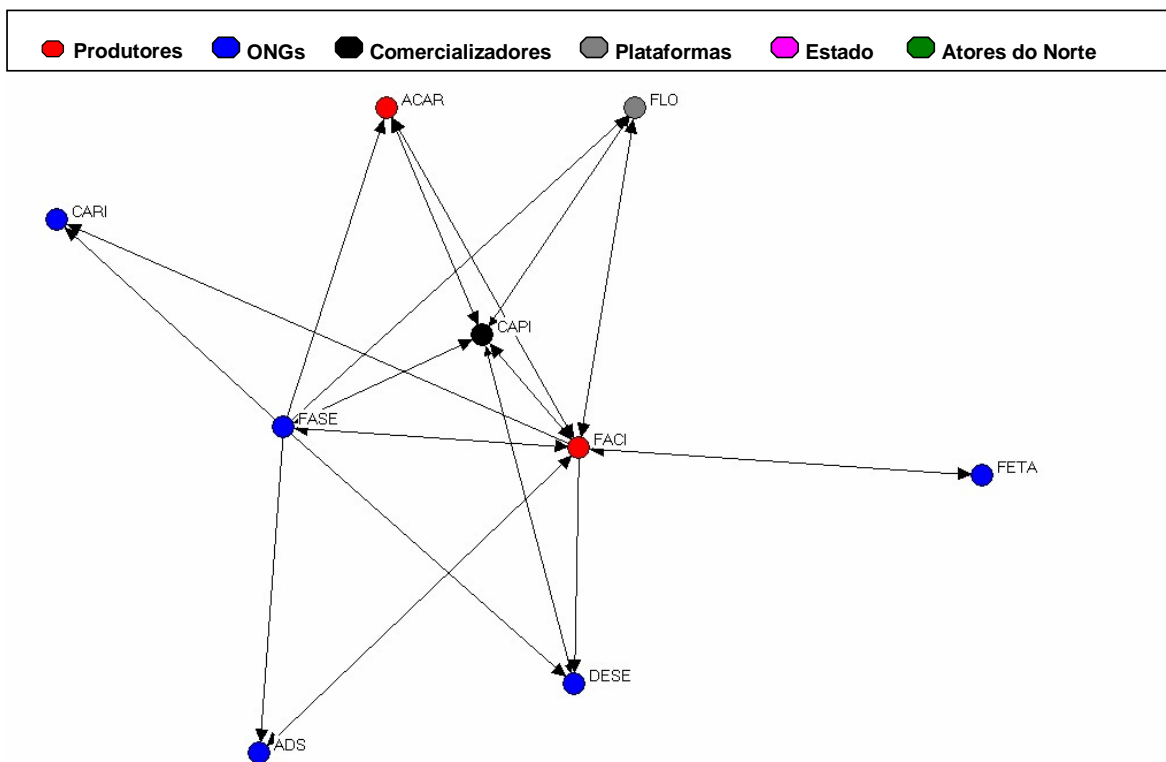 Produtores ONGs Comercializadores Plataformas Estado Atores do Norte
ACAR
FLO
CARI
CAPI
FASE
FACI
FETA
DESE
ADS